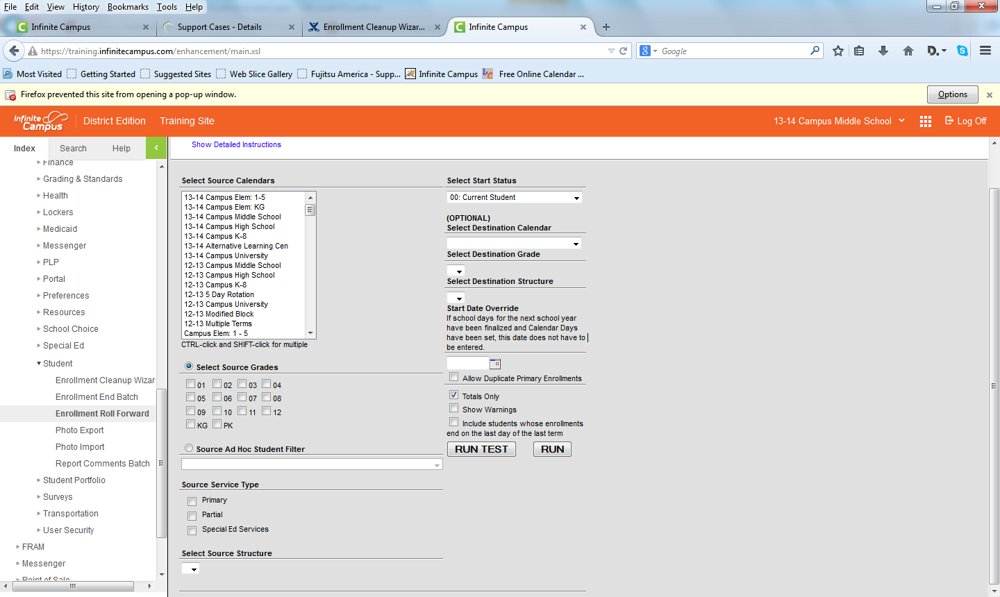 File Edit View History Bookmarks Tools Help
Infinite Campus
Support Cases - Details
Enrollment Cleanup Wizar...
Infinite Campus
https://training.infinitecampus.com/enhancement/main.xsl
Google
D.
Most Visited
Getting Started
Suggested Sites
Web Slice Gallery
Fujitsu America - Supp...
Infinite Campus
Free Online Calendar ...
Firefox prevented this site from opening a pop-up window.
Options
Infinite Campus
District Edition
Training Site
13-14 Campus Middle School
Log Off
Index
Search
Help
Finance
Grading & Standards
Health
Lockers
Medicaid
Messenger
PLP
Portal
Preferences
Resources
School Choice
Special Ed
Student
Enrollment Cleanup Wizar
Enrollment End Batch
Enrollment Roll Forward
Photo Export
Photo Import
Report Comments Batch
Student Portfolio
Surveys
Transportation
User Security
FRAM
Messenger
Point of Sale
Show Detailed Instructions
Select Source Calendars
13-14 Campus Elem: 1-5
13-14 Campus Elem: KG
13-14 Campus Middle School
13-14 Campus High School
13-14 Campus K-8
13-14 Alternative Learning Cen
13-14 Campus University
12-13 Campus Middle School
12-13 Campus High School
12-13 Campus K-8
12-13 5 Day Rotation
12-13 Campus University
12-13 Modified Block
12-13 Multiple Terms
Campus Elem: 1 - 5
CTRL-click and SHIFT-click for multiple
Select Source Grades
01 02 03 04
05 06 07 08
09 10 11 12
KG PK
Source Ad Hoc Student Filter
Source Service Type
Primary
Partial
Special Ed Services
Select Source Structure
Select Start Status
00: Current Student
(OPTIONAL)
Select Destination Calendar
Select Destination Grade
Select Destination Structure
Start Date Override
If school days for the next school year
have been finalized and Calendar Days
have been set, this date does not have to
be entered.
Allow Duplicate Primary Enrollments
Totals Only
Show Warnings
Include students whose enrollments
end on the last day of the last term
RUN TEST
RUN